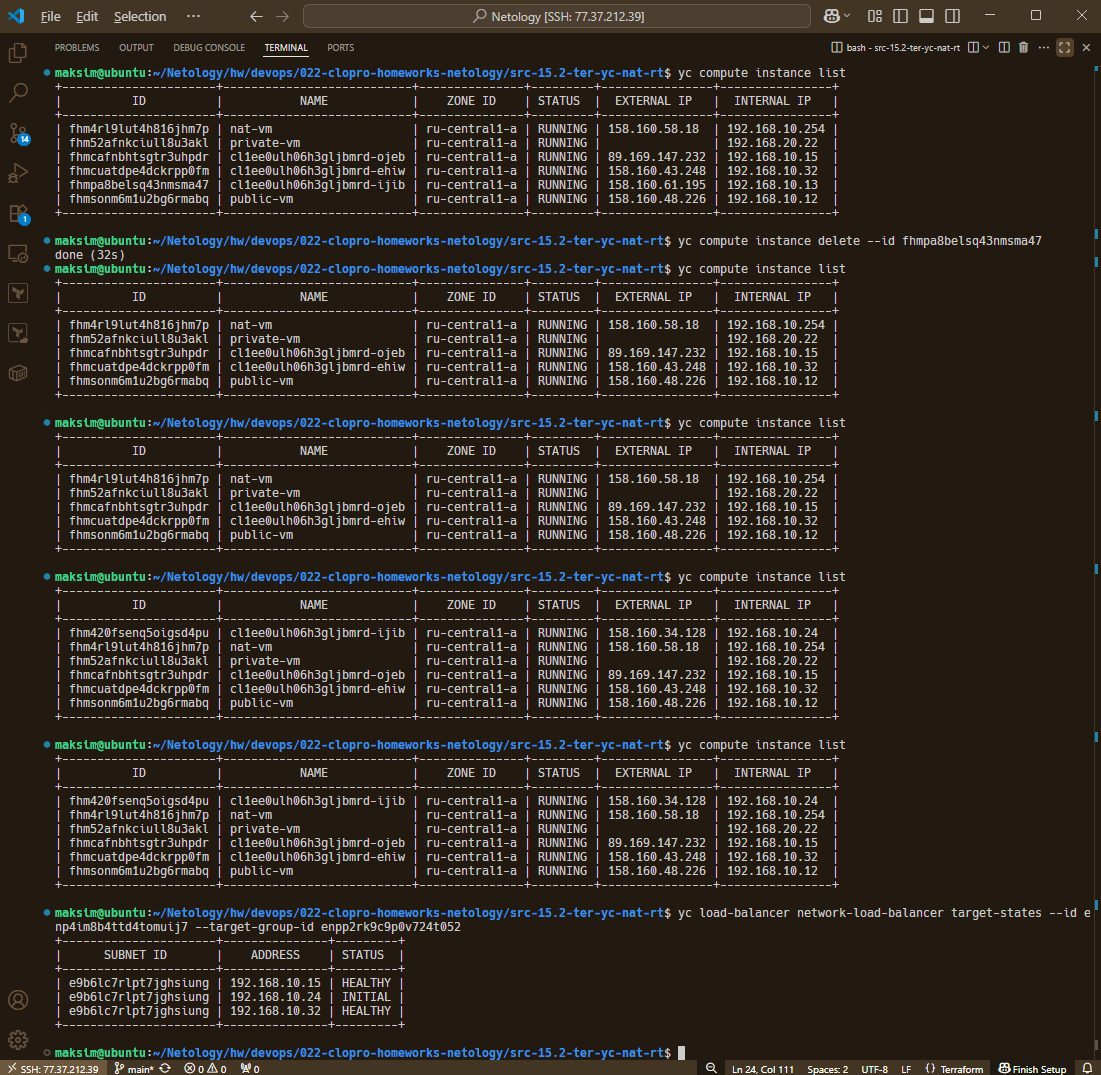 File Edit Selection ··· Netology [SSH: 77.37.212.39]
PROBLEMS OUTPUT DEBUG CONSOLE TERMINAL PORTS bash - src-15.2-ter-yc-nat-rt
14
1
maksim@ubuntu:~/Netology/hw/devops/022-clopro-homeworks-netology/src-15.2-ter-yc-nat-rt$ yc compute instance list
+----------------------+---------------------------+---------------+---------+----------------+----------------+
| ID | NAME | ZONE ID | STATUS | EXTERNAL IP | INTERNAL IP |
+----------------------+---------------------------+---------------+---------+----------------+----------------+
| fhm4rl9lut4h816jhm7p | nat-vm | ru-central1-a | RUNNING | 158.160.58.18 | 192.168.10.254 |
| fhm52afnkciull8u3akl | private-vm | ru-central1-a | RUNNING | | 192.168.20.22 |
| fhmcafnbhtsgtr3uhpdr | cl1ee0ulh06h3gljbmrd-ojeb | ru-central1-a | RUNNING | 89.169.147.232 | 192.168.10.15 |
| fhmcuatdpe4dckrpp0fm | cl1ee0ulh06h3gljbmrd-ehiw | ru-central1-a | RUNNING | 158.160.43.248 | 192.168.10.32 |
| fhmpa8belsq43nmsma47 | cl1ee0ulh06h3gljbmrd-ijib | ru-central1-a | RUNNING | 158.160.61.195 | 192.168.10.13 |
| fhmsonm6m1u2bg6rmabq | public-vm | ru-central1-a | RUNNING | 158.160.48.226 | 192.168.10.12 |
+----------------------+---------------------------+---------------+---------+----------------+----------------+
maksim@ubuntu:~/Netology/hw/devops/022-clopro-homeworks-netology/src-15.2-ter-yc-nat-rt$ yc compute instance delete --id fhmpa8belsq43nmsma47
done (32s)
maksim@ubuntu:~/Netology/hw/devops/022-clopro-homeworks-netology/src-15.2-ter-yc-nat-rt$ yc compute instance list
+----------------------+---------------------------+---------------+---------+----------------+----------------+
| ID | NAME | ZONE ID | STATUS | EXTERNAL IP | INTERNAL IP |
+----------------------+---------------------------+---------------+---------+----------------+----------------+
| fhm4rl9lut4h816jhm7p | nat-vm | ru-central1-a | RUNNING | 158.160.58.18 | 192.168.10.254 |
| fhm52afnkciull8u3akl | private-vm | ru-central1-a | RUNNING | | 192.168.20.22 |
| fhmcafnbhtsgtr3uhpdr | cl1ee0ulh06h3gljbmrd-ojeb | ru-central1-a | RUNNING | 89.169.147.232 | 192.168.10.15 |
| fhmcuatdpe4dckrpp0fm | cl1ee0ulh06h3gljbmrd-ehiw | ru-central1-a | RUNNING | 158.160.43.248 | 192.168.10.32 |
| fhmsonm6m1u2bg6rmabq | public-vm | ru-central1-a | RUNNING | 158.160.48.226 | 192.168.10.12 |
+----------------------+---------------------------+---------------+---------+----------------+----------------+
maksim@ubuntu:~/Netology/hw/devops/022-clopro-homeworks-netology/src-15.2-ter-yc-nat-rt$ yc compute instance list
+----------------------+---------------------------+---------------+---------+----------------+----------------+
| ID | NAME | ZONE ID | STATUS | EXTERNAL IP | INTERNAL IP |
+----------------------+---------------------------+---------------+---------+----------------+----------------+
| fhm4rl9lut4h816jhm7p | nat-vm | ru-central1-a | RUNNING | 158.160.58.18 | 192.168.10.254 |
| fhm52afnkciull8u3akl | private-vm | ru-central1-a | RUNNING | | 192.168.20.22 |
| fhmcafnbhtsgtr3uhpdr | cl1ee0ulh06h3gljbmrd-ojeb | ru-central1-a | RUNNING | 89.169.147.232 | 192.168.10.15 |
| fhmcuatdpe4dckrpp0fm | cl1ee0ulh06h3gljbmrd-ehiw | ru-central1-a | RUNNING | 158.160.43.248 | 192.168.10.32 |
| fhmsonm6m1u2bg6rmabq | public-vm | ru-central1-a | RUNNING | 158.160.48.226 | 192.168.10.12 |
+----------------------+---------------------------+---------------+---------+----------------+----------------+
maksim@ubuntu:~/Netology/hw/devops/022-clopro-homeworks-netology/src-15.2-ter-yc-nat-rt$ yc compute instance list
+----------------------+---------------------------+---------------+---------+----------------+----------------+
| ID | NAME | ZONE ID | STATUS | EXTERNAL IP | INTERNAL IP |
+----------------------+---------------------------+---------------+---------+----------------+----------------+
| fhm420fsenq5oigsd4pu | cl1ee0ulh06h3gljbmrd-ijib | ru-central1-a | RUNNING | 158.160.34.128 | 192.168.10.24 |
| fhm4rl9lut4h816jhm7p | nat-vm | ru-central1-a | RUNNING | 158.160.58.18 | 192.168.10.254 |
| fhm52afnkciull8u3akl | private-vm | ru-central1-a | RUNNING | | 192.168.20.22 |
| fhmcafnbhtsgtr3uhpdr | cl1ee0ulh06h3gljbmrd-ojeb | ru-central1-a | RUNNING | 89.169.147.232 | 192.168.10.15 |
| fhmcuatdpe4dckrpp0fm | cl1ee0ulh06h3gljbmrd-ehiw | ru-central1-a | RUNNING | 158.160.43.248 | 192.168.10.32 |
| fhmsonm6m1u2bg6rmabq | public-vm | ru-central1-a | RUNNING | 158.160.48.226 | 192.168.10.12 |
+----------------------+---------------------------+---------------+---------+----------------+----------------+
maksim@ubuntu:~/Netology/hw/devops/022-clopro-homeworks-netology/src-15.2-ter-yc-nat-rt$ yc compute instance list
+----------------------+---------------------------+---------------+---------+----------------+----------------+
| ID | NAME | ZONE ID | STATUS | EXTERNAL IP | INTERNAL IP |
+----------------------+---------------------------+---------------+---------+----------------+----------------+
| fhm420fsenq5oigsd4pu | cl1ee0ulh06h3gljbmrd-ijib | ru-central1-a | RUNNING | 158.160.34.128 | 192.168.10.24 |
| fhm4rl9lut4h816jhm7p | nat-vm | ru-central1-a | RUNNING | 158.160.58.18 | 192.168.10.254 |
| fhm52afnkciull8u3akl | private-vm | ru-central1-a | RUNNING | | 192.168.20.22 |
| fhmcafnbhtsgtr3uhpdr | cl1ee0ulh06h3gljbmrd-ojeb | ru-central1-a | RUNNING | 89.169.147.232 | 192.168.10.15 |
| fhmcuatdpe4dckrpp0fm | cl1ee0ulh06h3gljbmrd-ehiw | ru-central1-a | RUNNING | 158.160.43.248 | 192.168.10.32 |
| fhmsonm6m1u2bg6rmabq | public-vm | ru-central1-a | RUNNING | 158.160.48.226 | 192.168.10.12 |
+----------------------+---------------------------+---------------+---------+----------------+----------------+
maksim@ubuntu:~/Netology/hw/devops/022-clopro-homeworks-netology/src-15.2-ter-yc-nat-rt$ yc load-balancer network-load-balancer target-states --id e
np4im8b4ttd4tomuij7 --target-group-id enpp2rk9c9p0v724t052
+----------------------+---------------+---------+
| SUBNET ID | ADDRESS | STATUS |
+----------------------+---------------+---------+
| e9b6lc7rlpt7jghsiung | 192.168.10.15 | HEALTHY |
| e9b6lc7rlpt7jghsiung | 192.168.10.24 | INITIAL |
| e9b6lc7rlpt7jghsiung | 192.168.10.32 | HEALTHY |
+----------------------+---------------+---------+
maksim@ubuntu:~/Netology/hw/devops/022-clopro-homeworks-netology/src-15.2-ter-yc-nat-rt$
SSH: 77.37.212.39 main* 0 0 0 Ln 24, Col 111 Spaces: 2 UTF-8 LF {} Terraform Finish Setup